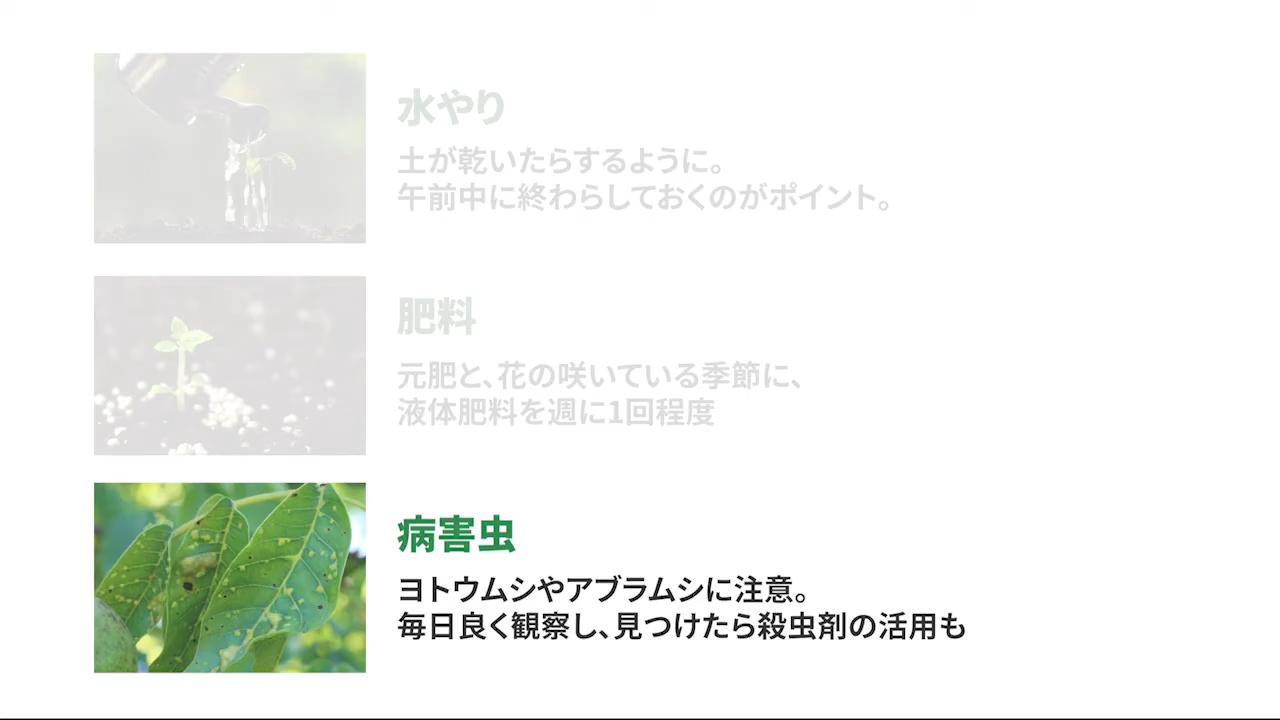 水やり
土が乾いたらするように。
午前中に終わらしておくのがポイント。
肥料
元肥と、花の咲いている季節に、
液体肥料を週に1回程度
病害虫
ヨトウムシやアブラムシに注意。
毎日良く観察し、見つけたら殺虫剤の活用も